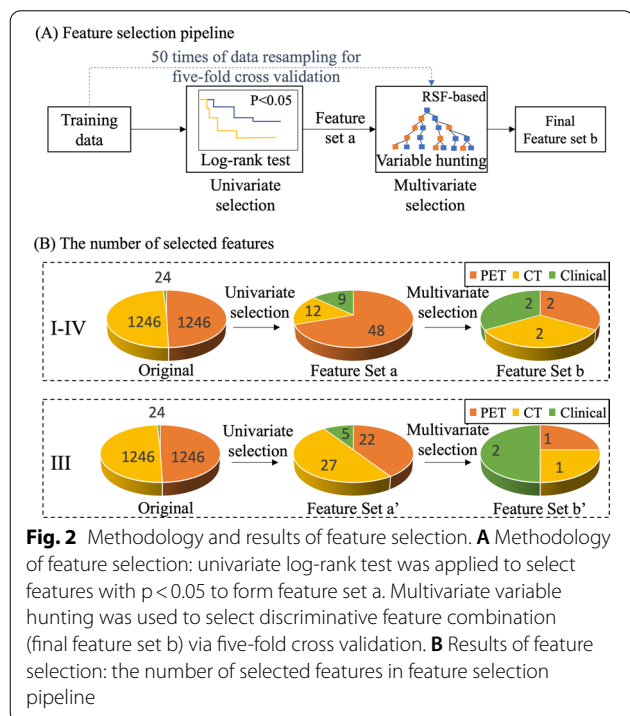 (A) Feature selection pipeline
50 times of data resampling for
five-fold cross validation
Training
data
P<0.05
Log-rank test
Univariate
selection
Feature
set a
RSF-based
Variable hunting
Multivariate
selection
Final
Feature set b
(B) The number of selected features
I-IV
24
1246 1246
Original
Univariate
selection
9
12
48
Feature Set a
Multivariate
selection
PET CT Clinical
2 2
2
Feature Set b
III
24
1246 1246
Original
Univariate
selection
5 22
27
Feature Set a’
Multivariate
selection
PET CT Clinical
1
2
1
Feature Set b’
Fig. 2 Methodology and results of feature selection. A Methodology
of feature selection: univariate log-rank test was applied to select
features with p < 0.05 to form feature set a. Multivariate variable
hunting was used to select discriminative feature combination
(final feature set b) via five-fold cross validation. B Results of feature
selection: the number of selected features in feature selection
pipeline